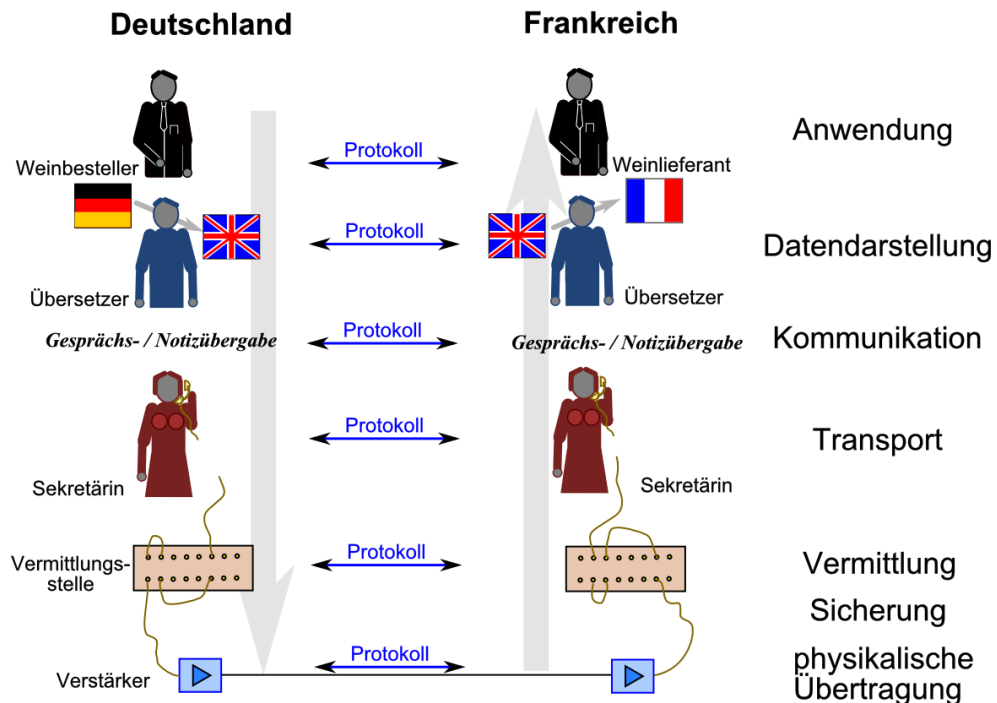 Deutschland
Frankreich
Anwendung
Protokoll
Weinbesteller
Weinlieferant
Protokoll
Datendarstellung
Übersetzer
Übersetzer
Gesprächs- / Notizübergabe
Protokoll
Gesprächs- / Notizübergabe
Kommunikation
Protokoll
Transport
Sekretärin
Sekretärin
Vermittlungs-
stelle
Protokoll
Vermittlung
Sicherung
Verstärker
Protokoll
physikalische
Übertragung